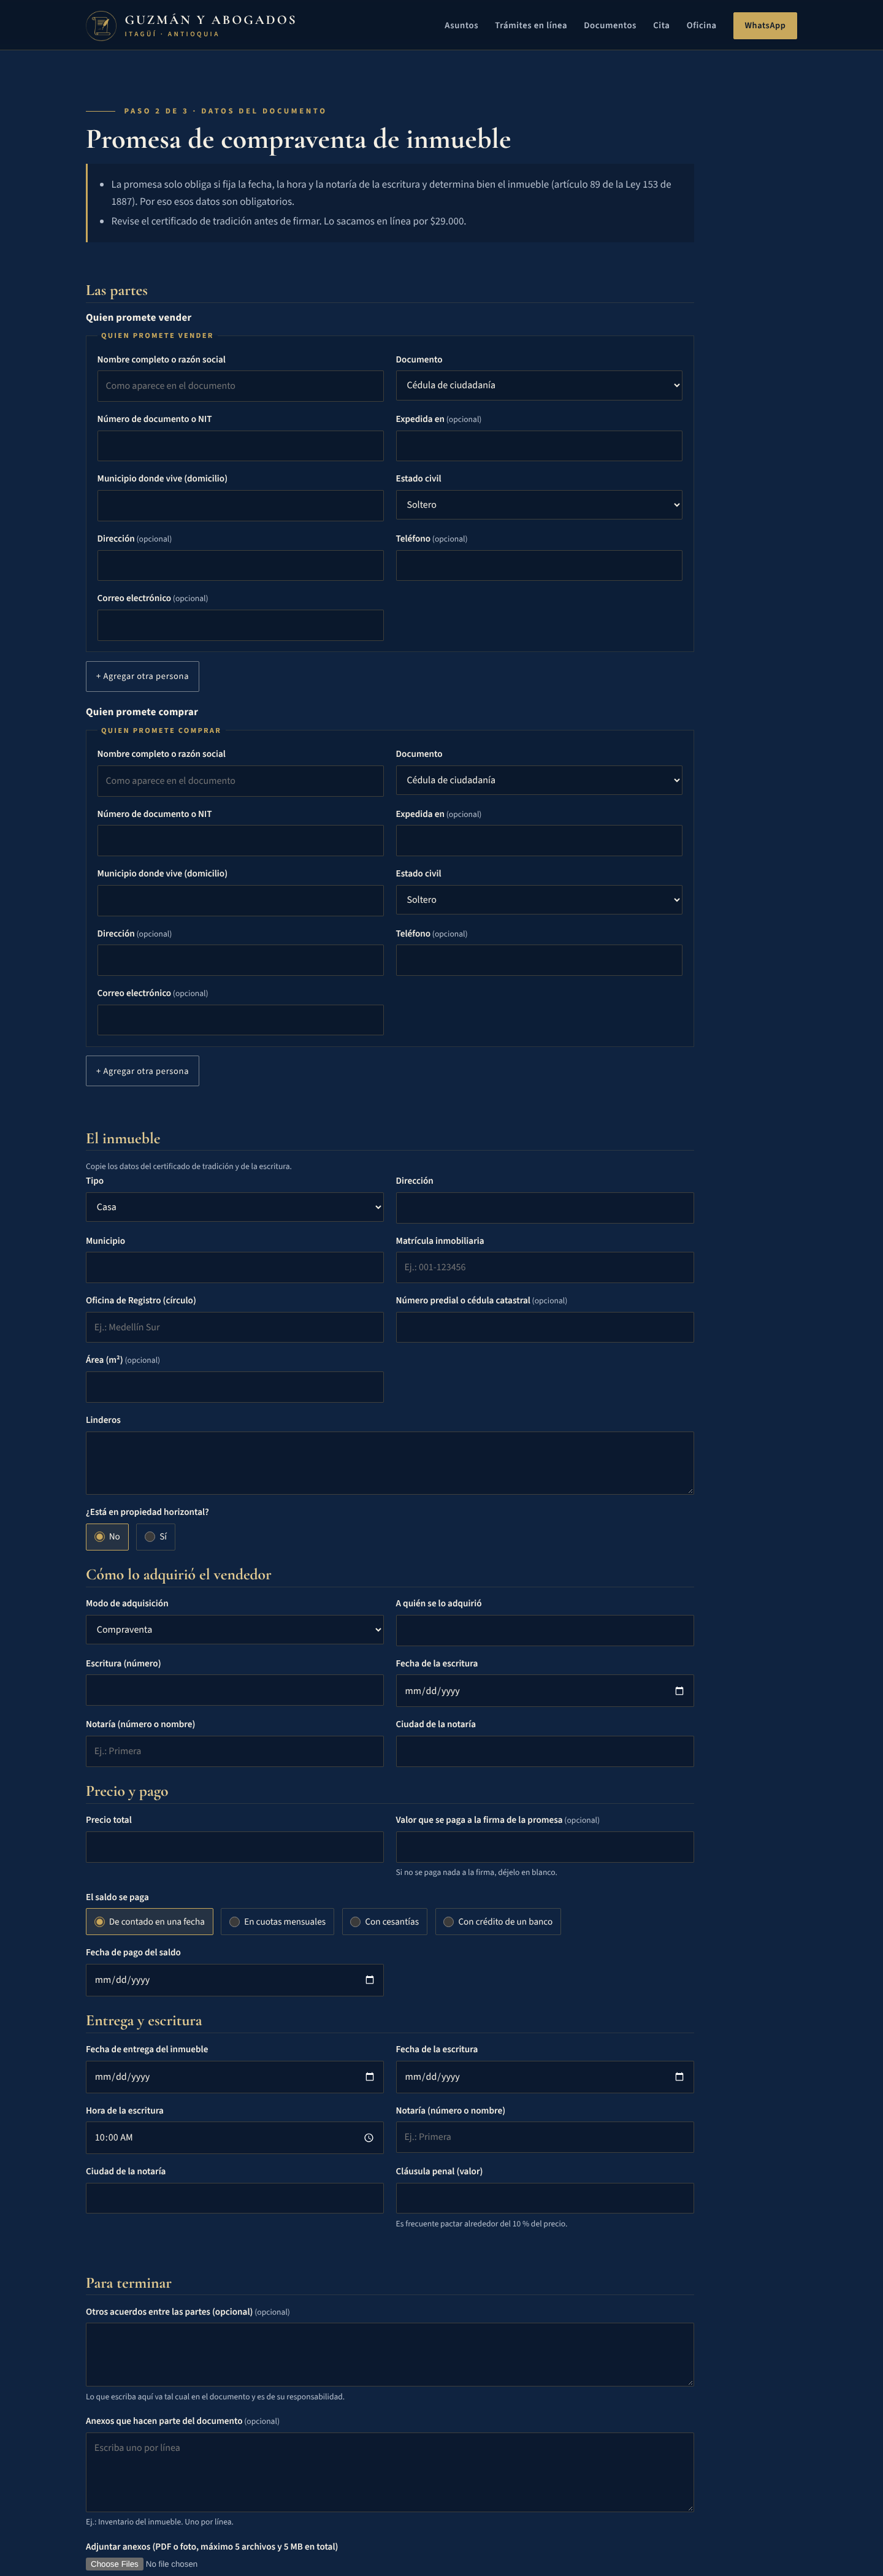 GUZMÁN Y ABOGADOS
ITAGÜÍ · ANTIOQUIA
Asuntos
Trámites en línea
Documentos
Cita
Oficina
WhatsApp
PASO 2 DE 3 · DATOS DEL DOCUMENTO
Promesa de compraventa de inmueble
La promesa solo obliga si fija la fecha, la hora y la notaría de la escritura y determina bien el inmueble (artículo 89 de la Ley 153 de
1887). Por eso esos datos son obligatorios.
Revise el certificado de tradición antes de firmar. Lo sacamos en línea por $29.000.
Las partes
Quien promete vender
QUIEN PROMETE VENDER
Nombre completo o razón social
Documento
Como aparece en el documento
Cédula de ciudadanía
Número de documento o NIT
Expedida en (opcional)
Municipio donde vive (domicilio)
Estado civil
Soltero
Dirección (opcional)
Teléfono (opcional)
Correo electrónico (opcional)
+ Agregar otra persona
Quien promete comprar
QUIEN PROMETE COMPRAR
Nombre completo o razón social
Documento
Como aparece en el documento
Cédula de ciudadanía
Número de documento o NIT
Expedida en (opcional)
Municipio donde vive (domicilio)
Estado civil
Soltero
Dirección (opcional)
Teléfono (opcional)
Correo electrónico (opcional)
+ Agregar otra persona
El inmueble
Copie los datos del certificado de tradición y de la escritura.
Tipo
Dirección
Casa
Municipio
Matrícula inmobiliaria
Ej.: 001-123456
Oficina de Registro (círculo)
Número predial o cédula catastral (opcional)
Ej.: Medellín Sur
Área (m²) (opcional)
Linderos
¿Está en propiedad horizontal?
No
Sí
Cómo lo adquirió el vendedor
Modo de adquisición
A quién se lo adquirió
Compraventa
Escritura (número)
Fecha de la escritura
mm/dd/yyyy
Notaría (número o nombre)
Ciudad de la notaría
Ej.: Primera
Precio y pago
Precio total
Valor que se paga a la firma de la promesa (opcional)
Si no se paga nada a la firma, déjelo en blanco.
El saldo se paga
De contado en una fecha
En cuotas mensuales
Con cesantías
Con crédito de un banco
Fecha de pago del saldo
mm/dd/yyyy
Entrega y escritura
Fecha de entrega del inmueble
Fecha de la escritura
mm/dd/yyyy
mm/dd/yyyy
Hora de la escritura
Notaría (número o nombre)
10:00 AM
Ej.: Primera
Ciudad de la notaría
Cláusula penal (valor)
Es frecuente pactar alrededor del 10 % del precio.
Para terminar
Otros acuerdos entre las partes (opcional) (opcional)
Lo que escriba aquí va tal cual en el documento y es de su responsabilidad.
Anexos que hacen parte del documento (opcional)
Escriba uno por línea
Ej.: Inventario del inmueble. Uno por línea.
Adjuntar anexos (PDF o foto, máximo 5 archivos y 5 MB en total)
Choose Files No file chosen